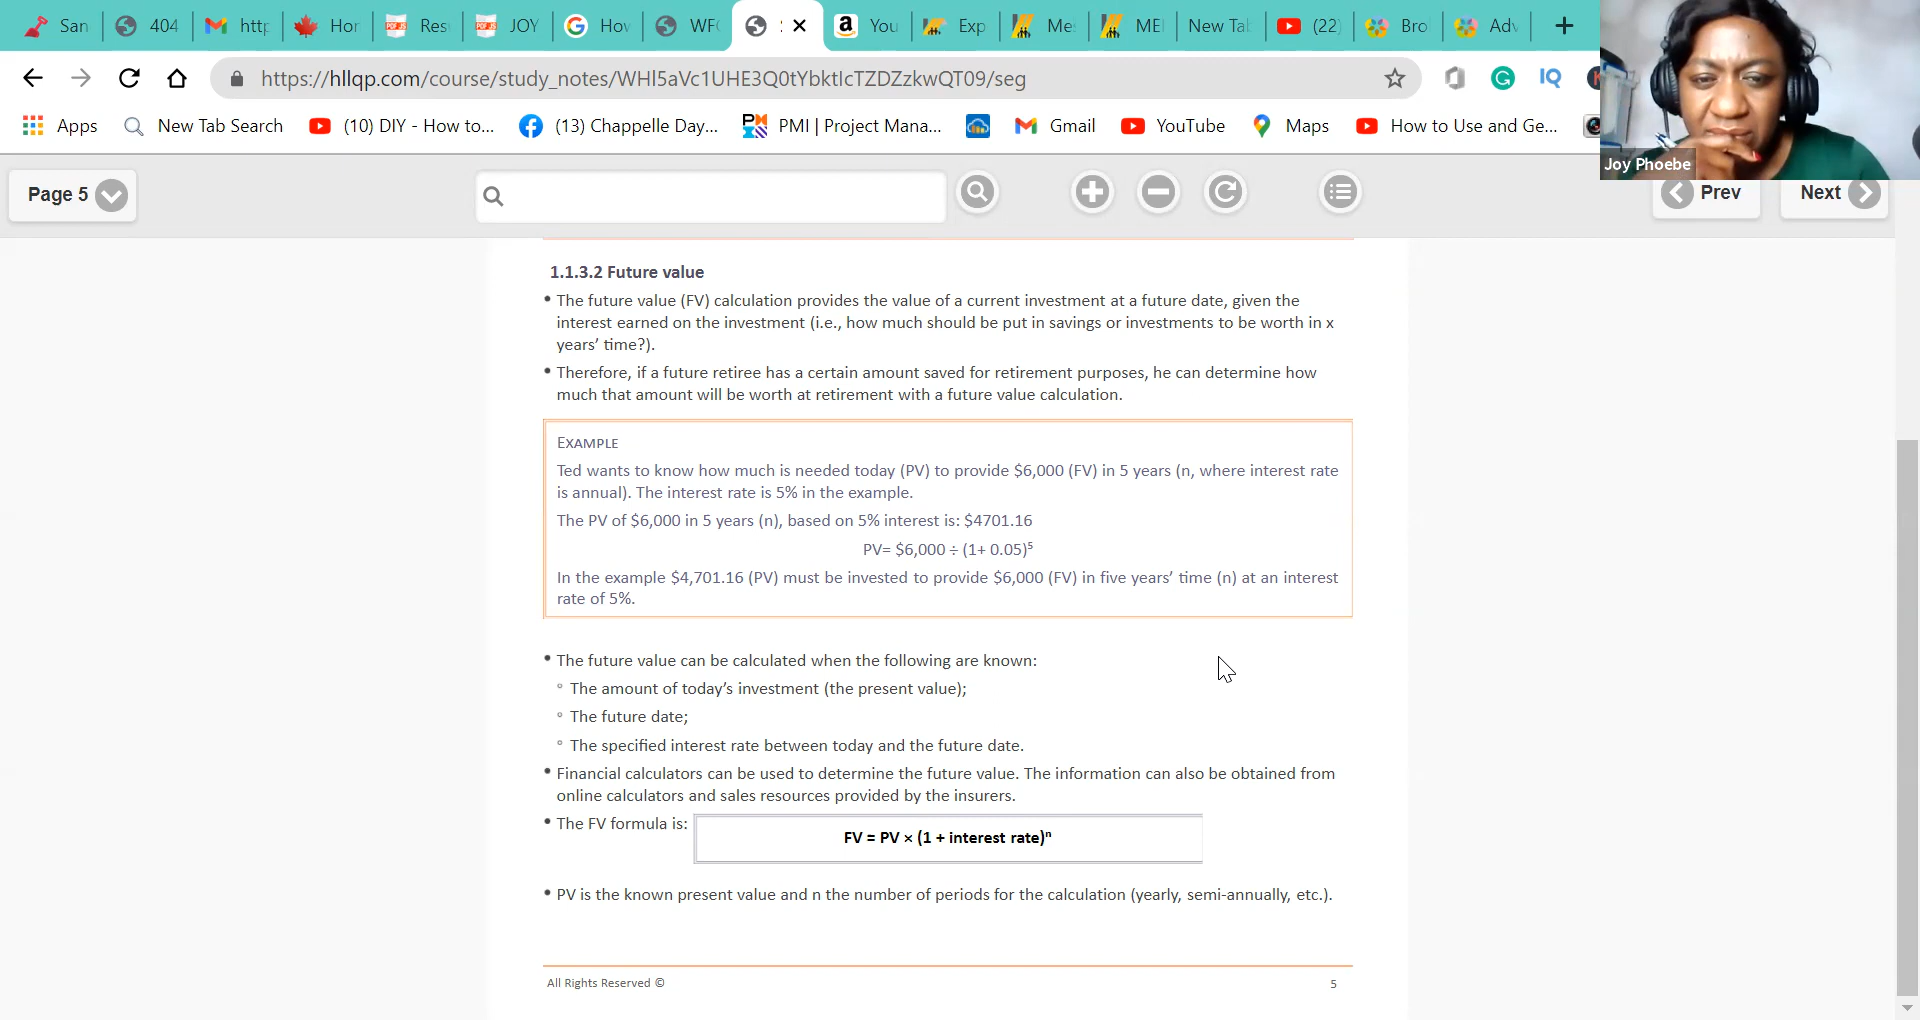 San
404
http
Hor
Res
JOY
How
WFC
You
Exp
Me
ME
New Tab
(22)
Bro
Adv
https://hllqp.com/course/study_notes/WHl5aVc1UHE3Q0tYbktIcTZDZzkwQT09/seg
Apps
New Tab Search
(10) DIY - How to...
(13) Chappelle Day...
PMI | Project Mana...
Gmail
YouTube
Maps
How to Use and Ge...
Joy Phoebe
Page 5
Prev
Next
1.1.3.2 Future value
• The future value (FV) calculation provides the value of a current investment at a future date, given the
interest earned on the investment (i.e., how much should be put in savings or investments to be worth in x
years' time?).
• Therefore, if a future retiree has a certain amount saved for retirement purposes, he can determine how
much that amount will be worth at retirement with a future value calculation.
EXAMPLE
Ted wants to know how much is needed today (PV) to provide $6,000 (FV) in 5 years (n, where interest rate
is annual). The interest rate is 5% in the example.
The PV of $6,000 in 5 years (n), based on 5% interest is: $4701.16
PV= $6,000 ÷ (1+ 0.05)⁵
In the example $4,701.16 (PV) must be invested to provide $6,000 (FV) in five years' time (n) at an interest
rate of 5%.
• The future value can be calculated when the following are known:
° The amount of today's investment (the present value);
° The future date;
° The specified interest rate between today and the future date.
• Financial calculators can be used to determine the future value. The information can also be obtained from
online calculators and sales resources provided by the insurers.
• The FV formula is:
FV = PV × (1 + interest rate)ⁿ
• PV is the known present value and n the number of periods for the calculation (yearly, semi-annually, etc.).
All Rights Reserved ©
5